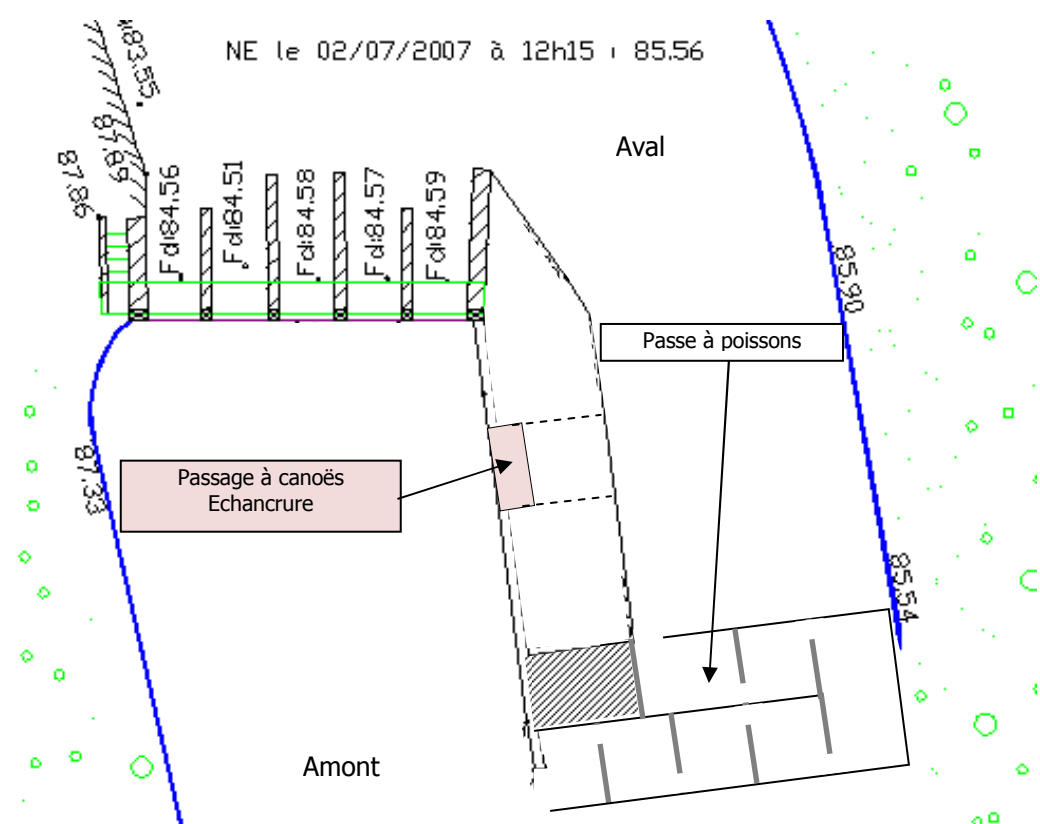 NE le 02/07/2007 à 12h15 : 85.56
83.55
Aval
87.89
87.86
Fd:84.56
Fd:84.51
Fd:84.58
Fd:84.57
Fd:84.59
85.90
Passe à poissons
87.33
Passage à canoës
Echancrure
85.54
Amont